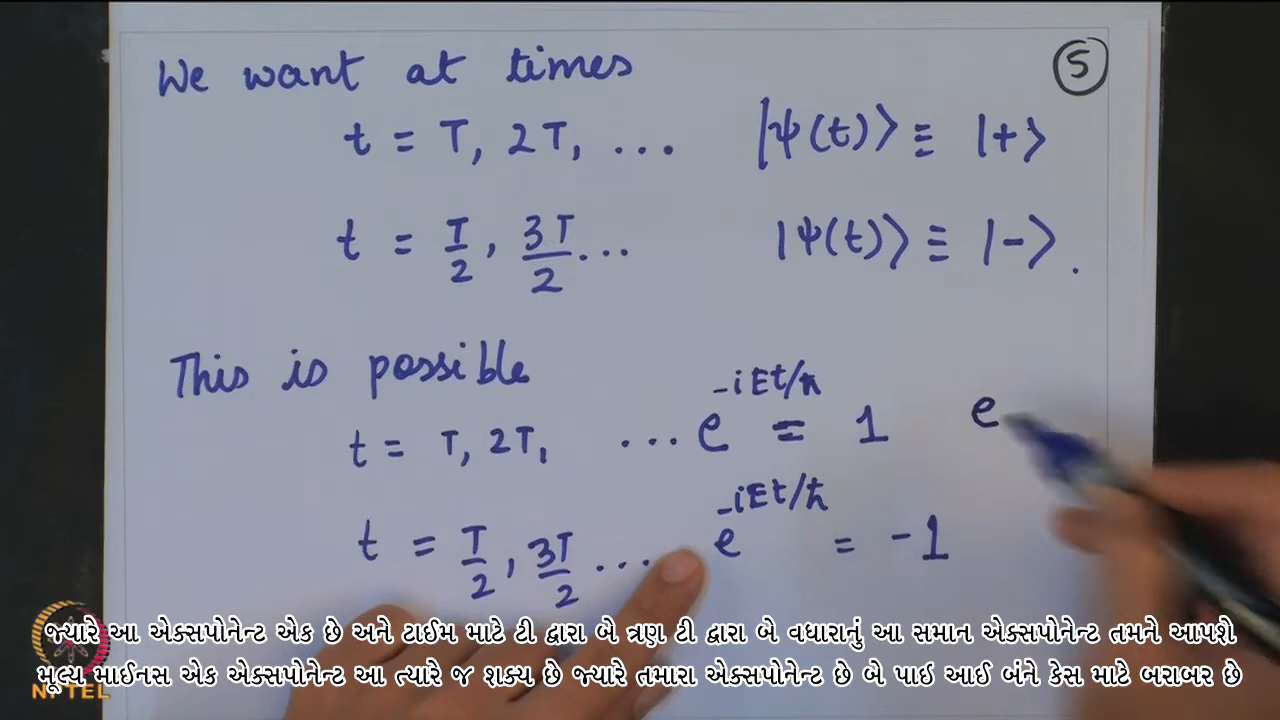 We want at times
5
t = T, 2T, ... |ψ(t)⟩ ≡ |+⟩
t = T/2, 3T/2 ... |ψ(t)⟩ ≡ |-⟩.
This is possible
t = T, 2T, ... e^{-iEt/ħ} = 1 e
t = T/2, 3T/2 ... e^{-iEt/ħ} = -1
જ્યારે આ એક્સપોનેન્ટ એક છે અને ટાઈમ માટે ટી દ્વારા બે ત્રણ ટી દ્વારા બે વધારાનું આ સમાન એક્સપોનેન્ટ તમને આપશે
મૂલ્ય માઈનસ એક એક્સપોનેન્ટ આ ત્યારે જ શક્ય છે જ્યારે તમારા એક્સપોનેન્ટ છે બે પાઇ આઈ બંને કેસ માટે બરાબર છે
NPTEL